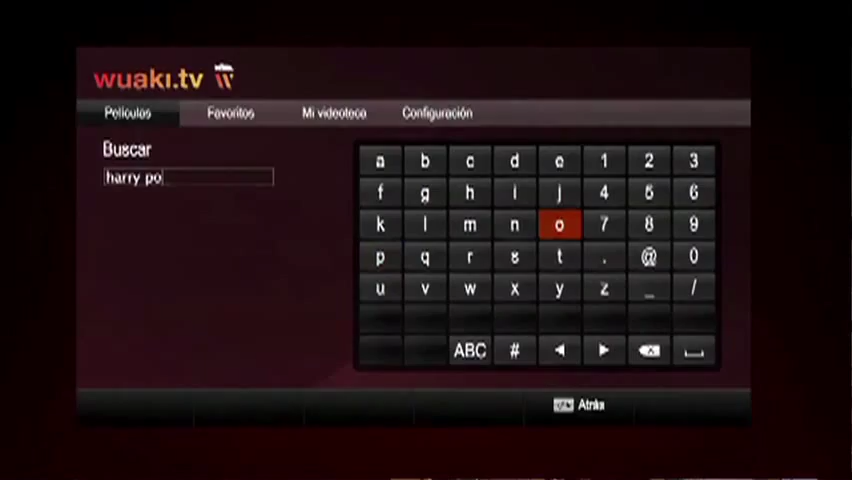 wuaki.tv
Películas Favoritos Mi videoteca Configuración
Buscar
harry po
a b c d e 1 2 3
f g h i j 4 5 6
k l m n o 7 8 9
p q r s t . @ 0
u v w x y z _ /
ABC # ◄ ►
Atrás